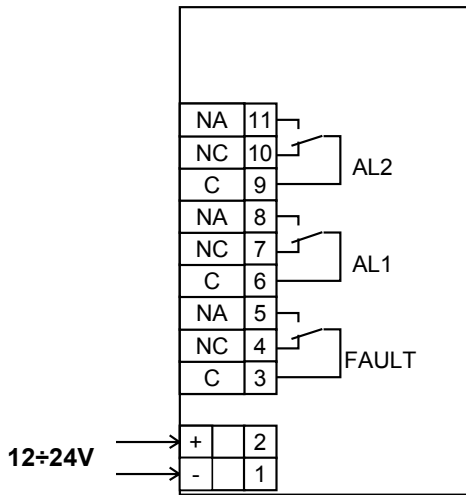 NA 11
NC 10
C 9
AL2
NA 8
NC 7
C 6
AL1
NA 5
NC 4
C 3
FAULT
12÷24V
+ 2
- 1